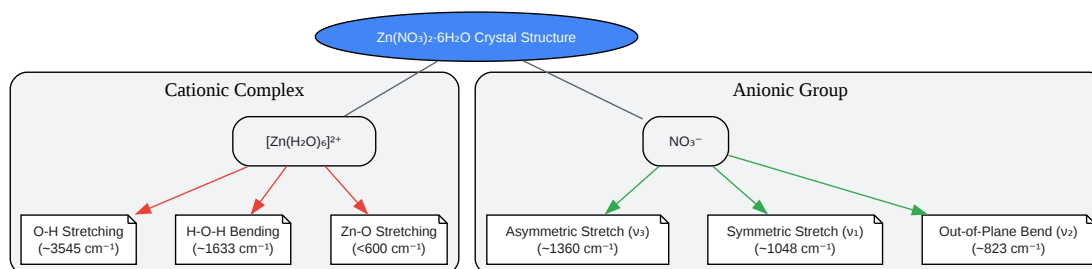 Zn(NO₃)₂·6H₂O Crystal Structure
Cationic Complex
Anionic Group
[Zn(H₂O)₆]²⁺
NO₃⁻
O-H Stretching
(~3545 cm⁻¹)
H-O-H Bending
(~1633 cm⁻¹)
Zn-O Stretching
(<600 cm⁻¹)
Asymmetric Stretch (ν₃)
(~1360 cm⁻¹)
Symmetric Stretch (ν₁)
(~1048 cm⁻¹)
Out-of-Plane Bend (ν₂)
(~823 cm⁻¹)